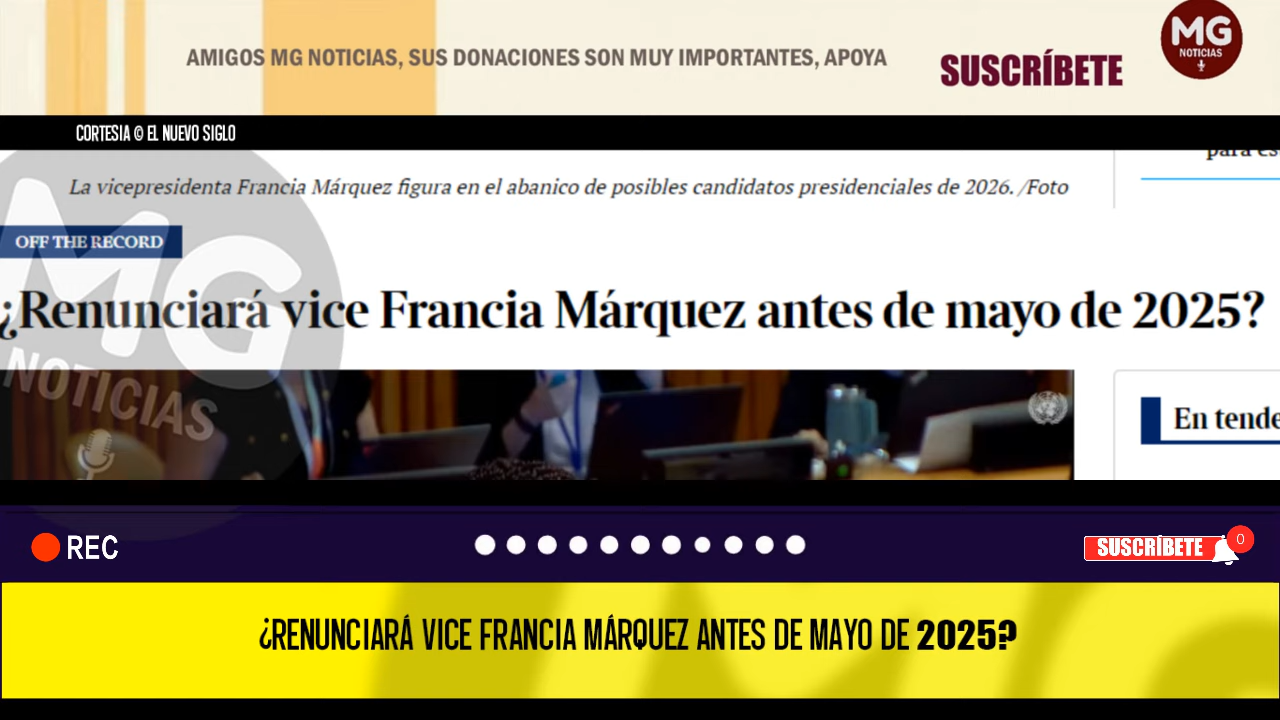 AMIGOS MG NOTICIAS, SUS DONACIONES SON MUY IMPORTANTES, APOYA
SUSCRÍBETE
MG
NOTICIAS
CORTESIA © EL NUEVO SIGLO
La vicepresidenta Francia Márquez figura en el abanico de posibles candidatos presidenciales de 2026. /Foto
OFF THE RECORD
¿Renunciará vice Francia Márquez antes de mayo de 2025?
MG
NOTICIAS
En tende
REC
SUSCRÍBETE
0
¿RENUNCIARÁ VICE FRANCIA MÁRQUEZ ANTES DE MAYO DE 2025?